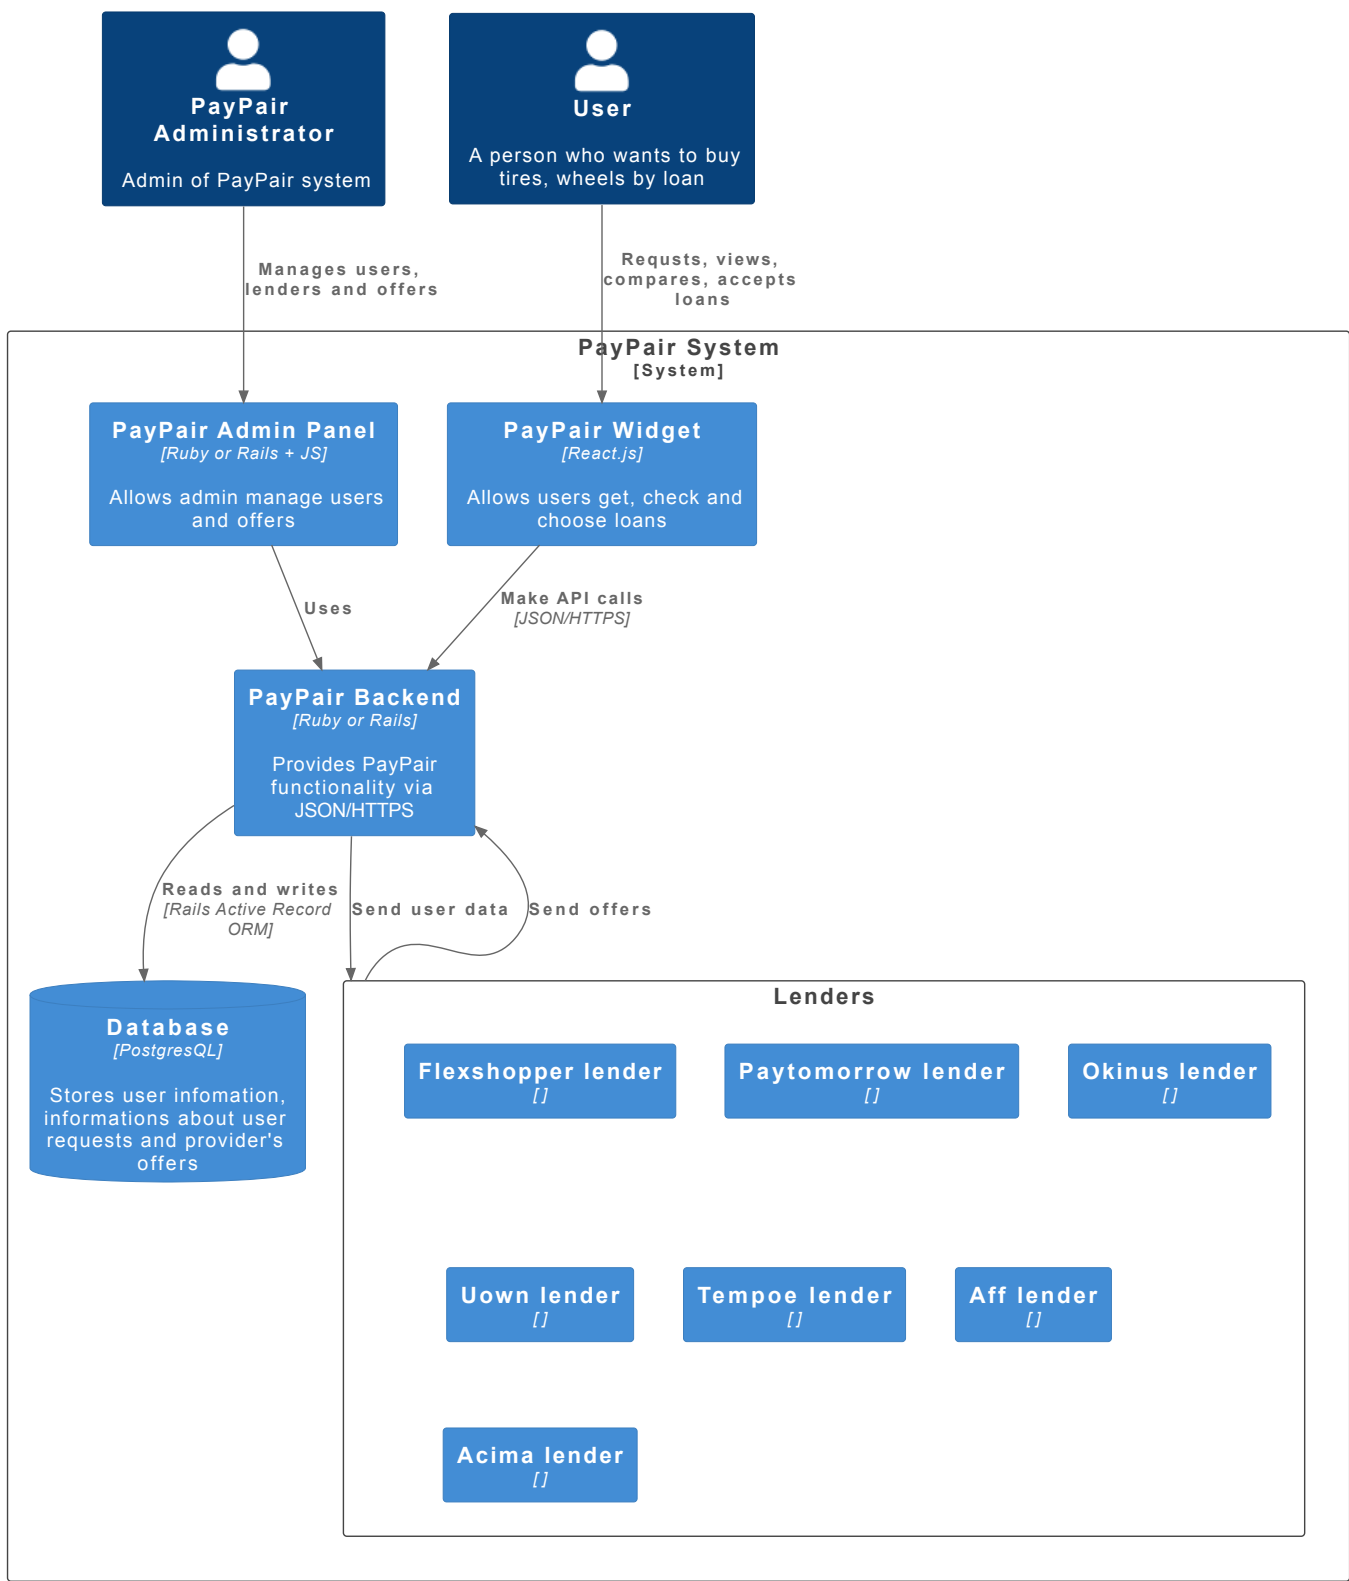 PayPair
Administrator
Admin of PayPair system
User
A person who wants to buy
tires, wheels by loan
Manages users,
lenders and offers
Requsts, views,
compares, accepts
loans
PayPair System
[System]
PayPair Admin Panel
[Ruby or Rails + JS]
Allows admin manage users
and offers
PayPair Widget
[React.js]
Allows users get, check and
choose loans
Uses
Make API calls
[JSON/HTTPS]
PayPair Backend
[Ruby or Rails]
Provides PayPair
functionality via
JSON/HTTPS
Reads and writes
[Rails Active Record
ORM]
Send user data
Send offers
Database
[PostgresQL]
Stores user infomation,
informations about user
requests and provider's
offers
Lenders
Flexshopper lender
[]
Paytomorrow lender
[]
Okinus lender
[]
Uown lender
[]
Tempoe lender
[]
Aff lender
[]
Acima lender
[]